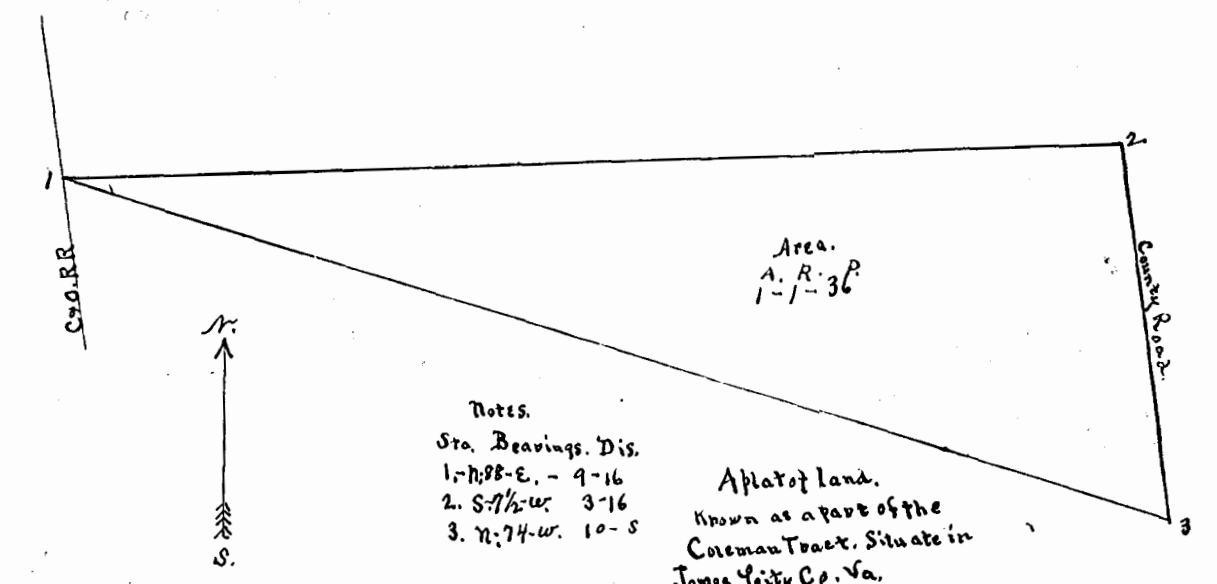 1
2
3
C&O.RR
County Road.
N.
S.
Area.
A. R. P.
1-1-36
Notes.
Sta. Bearings. Dis.
1.-N:88-E. - 9-16
2. S-7½-W. 3-16
3. N:74-W. 10-S
A plat of land.
Known as a part of the
Coleman Tract. Situate in
James City Co. Va.